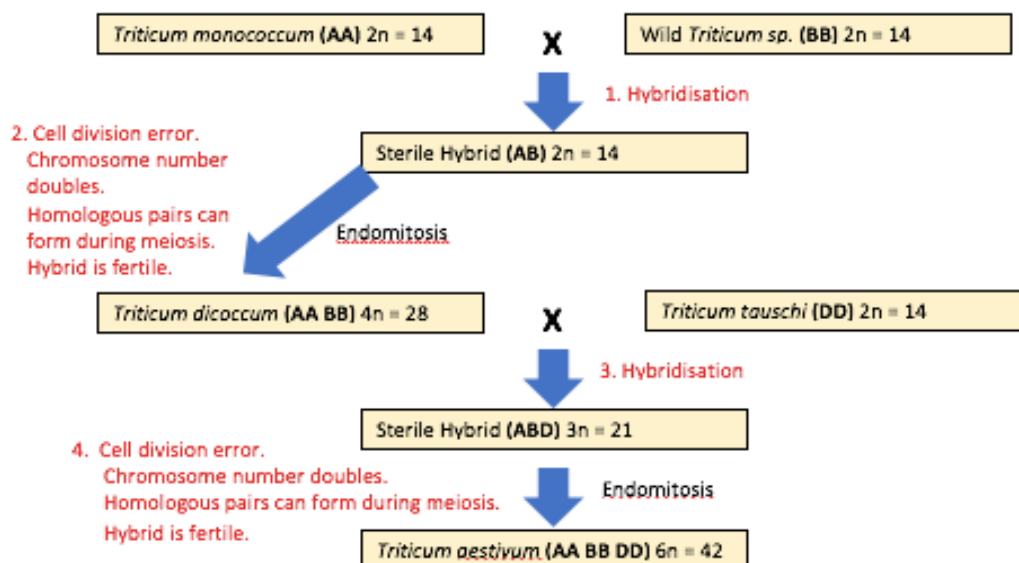 Triticum monococcum (AA) 2n = 14
X
Wild Triticum sp. (BB) 2n = 14
1. Hybridisation
2. Cell division error.
Chromosome number
doubles.
Homologous pairs can
form during meiosis.
Hybrid is fertile.
Sterile Hybrid (AB) 2n = 14
Endomitosis
Triticum dicoccum (AA BB) 4n = 28
X
Triticum tauschi (DD) 2n = 14
3. Hybridisation
Sterile Hybrid (ABD) 3n = 21
4. Cell division error.
Chromosome number doubles.
Homologous pairs can form during meiosis.
Hybrid is fertile.
Endomitosis
Triticum aestivum (AA BB DD) 6n = 42